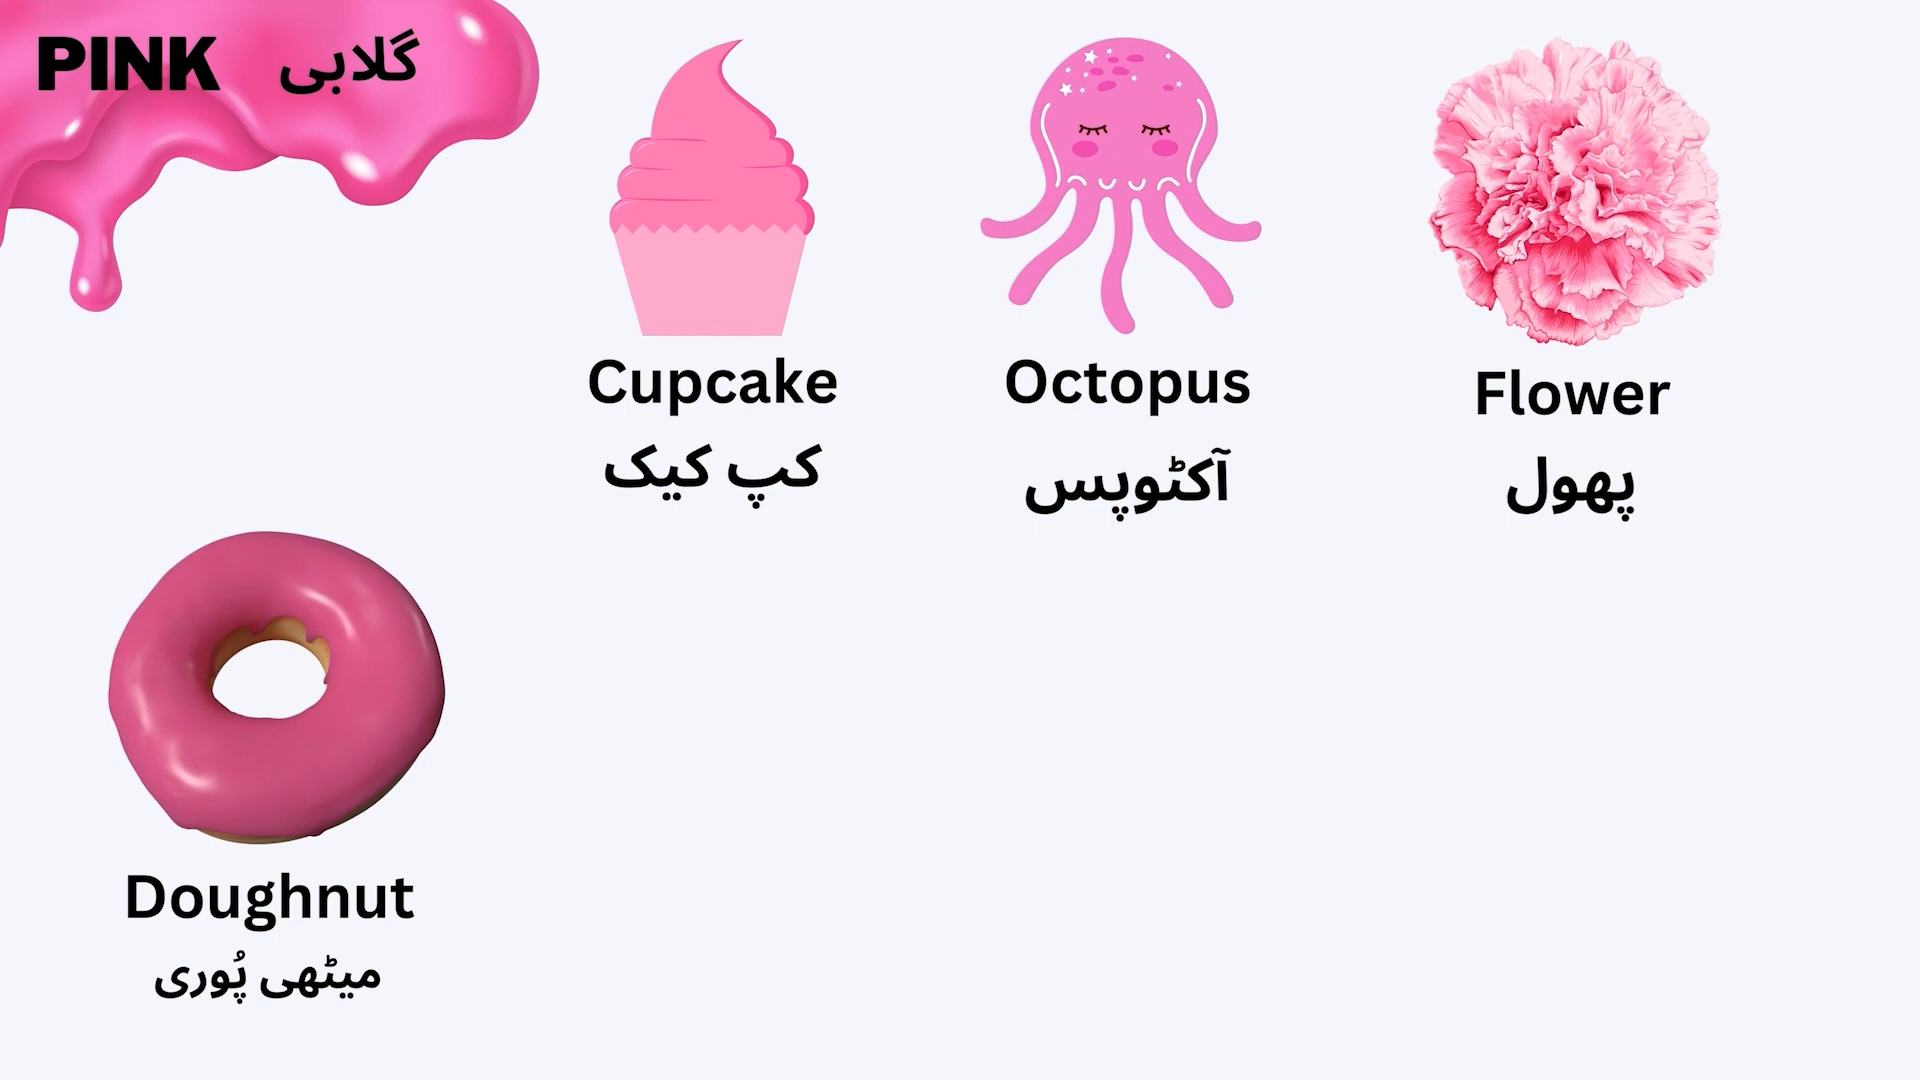 PINK گلابی
Cupcake
کپ کیک
Octopus
آکٹوپس
Flower
پھول
Doughnut
میٹھی پُوری